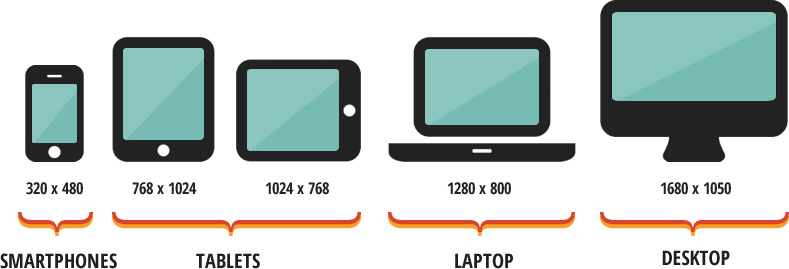 320 x 480
768 x 1024
1024 x 768
1280 x 800
1680 x 1050
SMARTPHONES
TABLETS
LAPTOP
DESKTOP